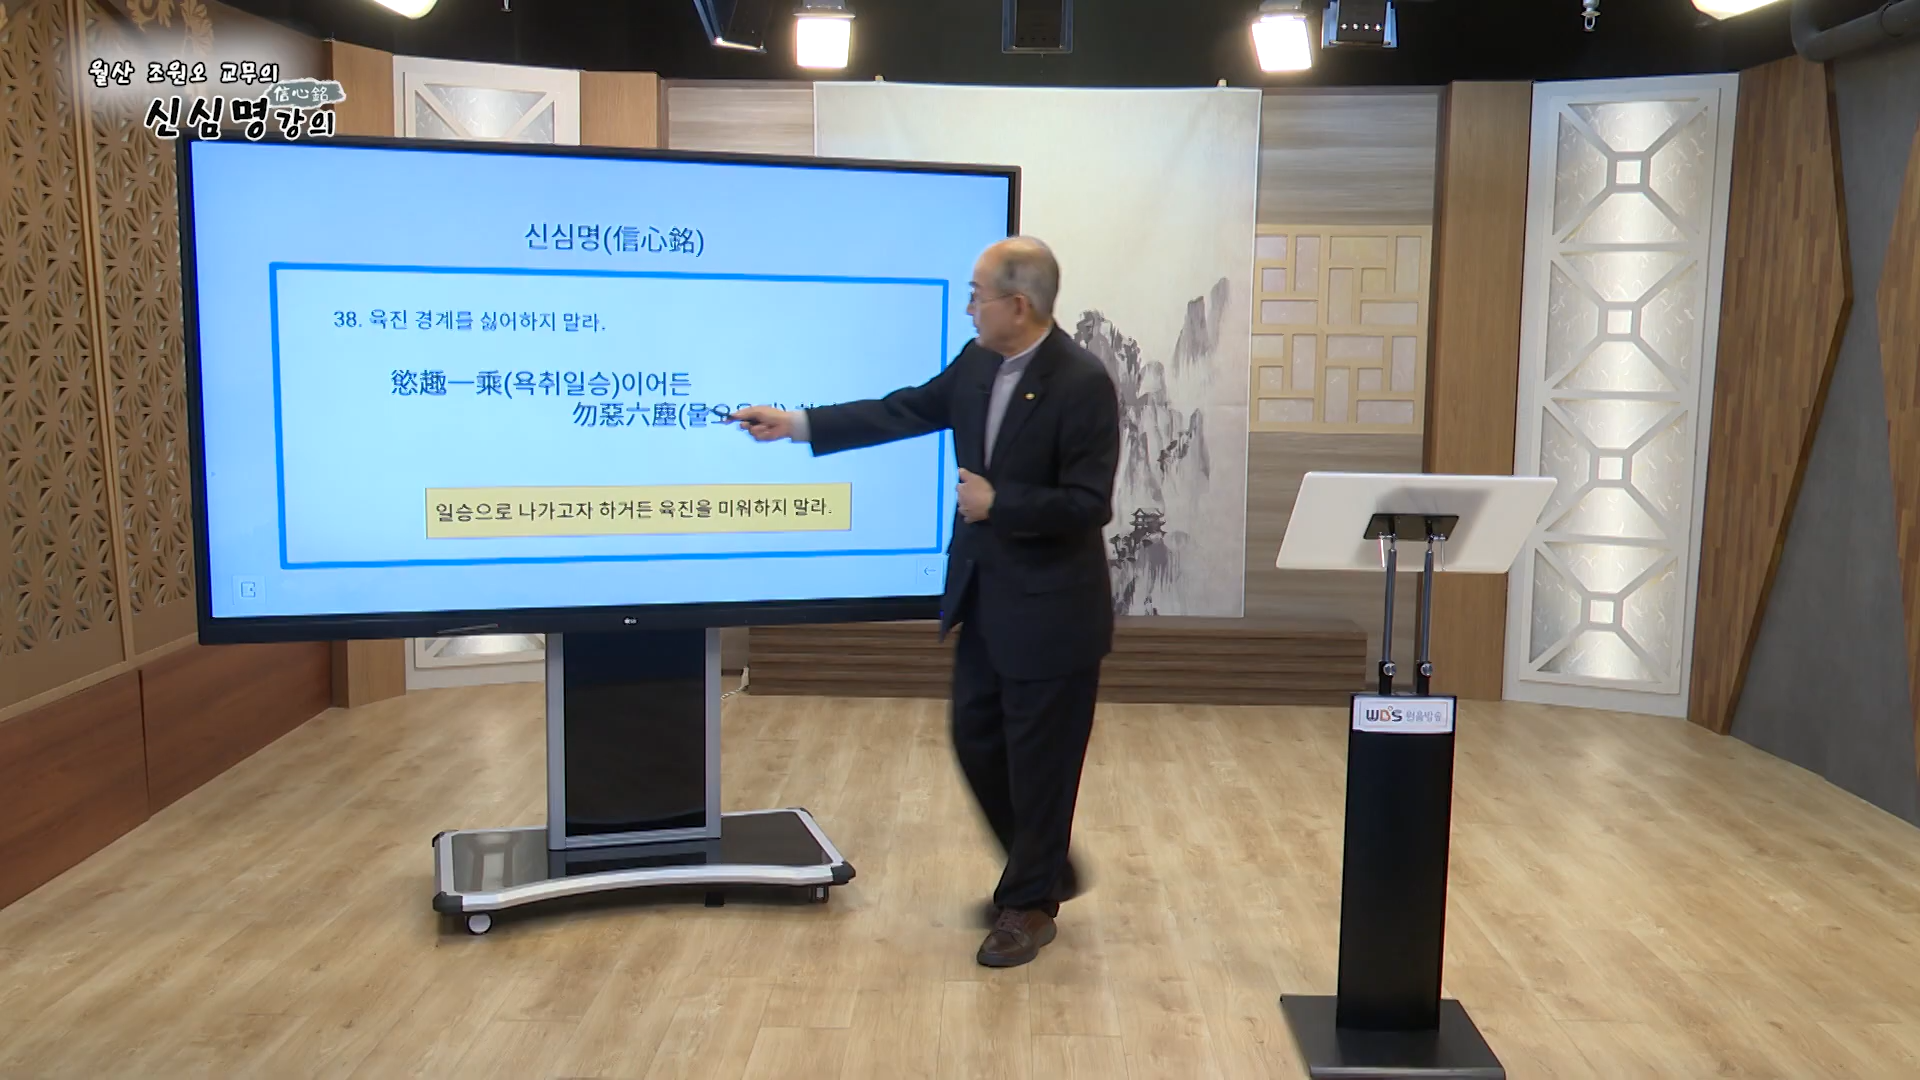 월산 조원오 교무의
신심명 강의
信心銘
신심명(信心銘)
38. 육진 경계를 싫어하지 말라.
慾趣一乘(욕취일승)이어든
勿惡六塵(물오
일승으로 나가고자 하거든 육진을 미워하지 말라.
LG
WBS 원음방송